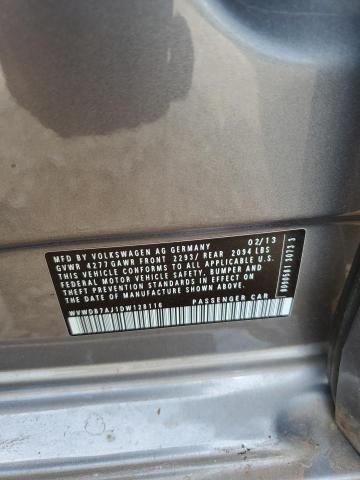 MFD BY VOLKSWAGEN AG GERMANY 02/13
GVWR 4277 GAWR FRONT 2293/ REAR 2094 LBS
THIS VEHICLE CONFORMS TO ALL APPLICABLE U.S.
FEDERAL MOTOR VEHICLE SAFETY, BUMPER AND
THEFT PREVENTION STANDARDS IN EFFECT ON
THE DATE OF MANUFACTURE SHOWN ABOVE
WVWDB7AJ1DW128116 PASSENGER CAR